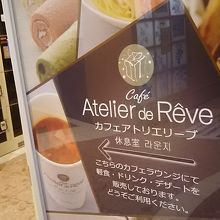 Café
Atelier de Rêve
カフェアトリエリーブ
休息室 라운지
こちらのカフェラウンジにて
軽食・ドリンク・デザートを
販売しております。
どうぞご利用ください。